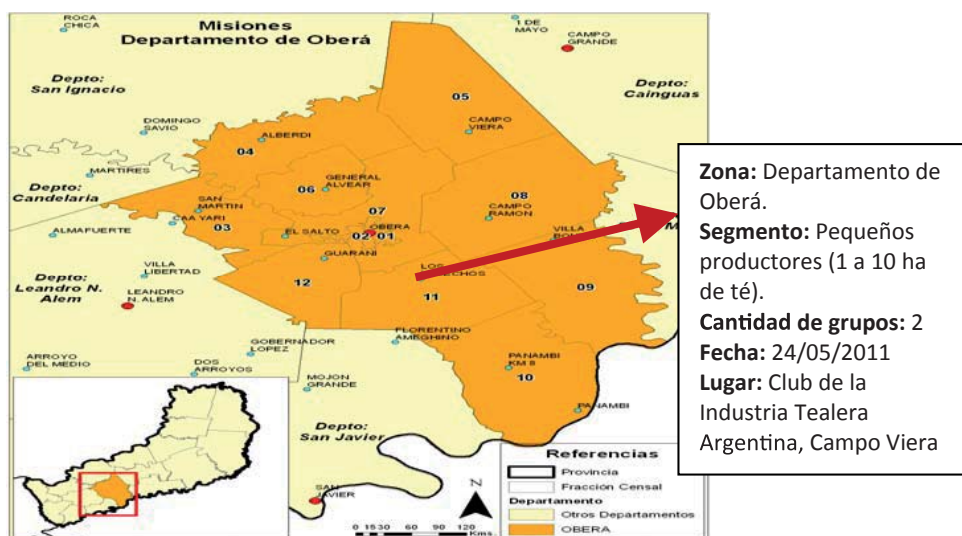 Misiones
Departamento de Oberá
ROCA
CHICA
1 DE
MAYO
CAMPO
GRANDE
Depto:
San Ignacio
Depto:
Cainguas
05
DOMINGO
SAVIO
CAMPO
VIERA
ALBERDI
04
MARTIRES
GENERAL
ALVEAR
06
08
Depto:
Candelaria
SAN
MARTIN
07
CAMPO
RAMON
CAA YARI
03
OBERA
ALMAFUERTE
EL SALTO
02
01
VILLA
M
GUARANI
VILLA
LIBERTAD
LOS
Depto:
Leandro N.
Alem
LEANDRO
N. ALEM
12
11
09
FLORENTINO
AMEGHINO
GOBERNADOR
LOPEZ
ARROYO
DEL MEDIO
DOS
ARROYOS
PANAMBI
KM 8
10
MOJON
GRANDE
PANAMBI
Depto:
San Javier
SAN
JAVIER
N
0 15 30 60 90 120
Kms.
Referencias
Provincia
Fracción Censal
Departamento
Otros Departamentos
OBERA
Zona: Departamento de
Oberá.
Segmento: Pequeños
productores (1 a 10 ha
de té).
Cantidad de grupos: 2
Fecha: 24/05/2011
Lugar: Club de la
Industria Tealera
Argentina, Campo Viera